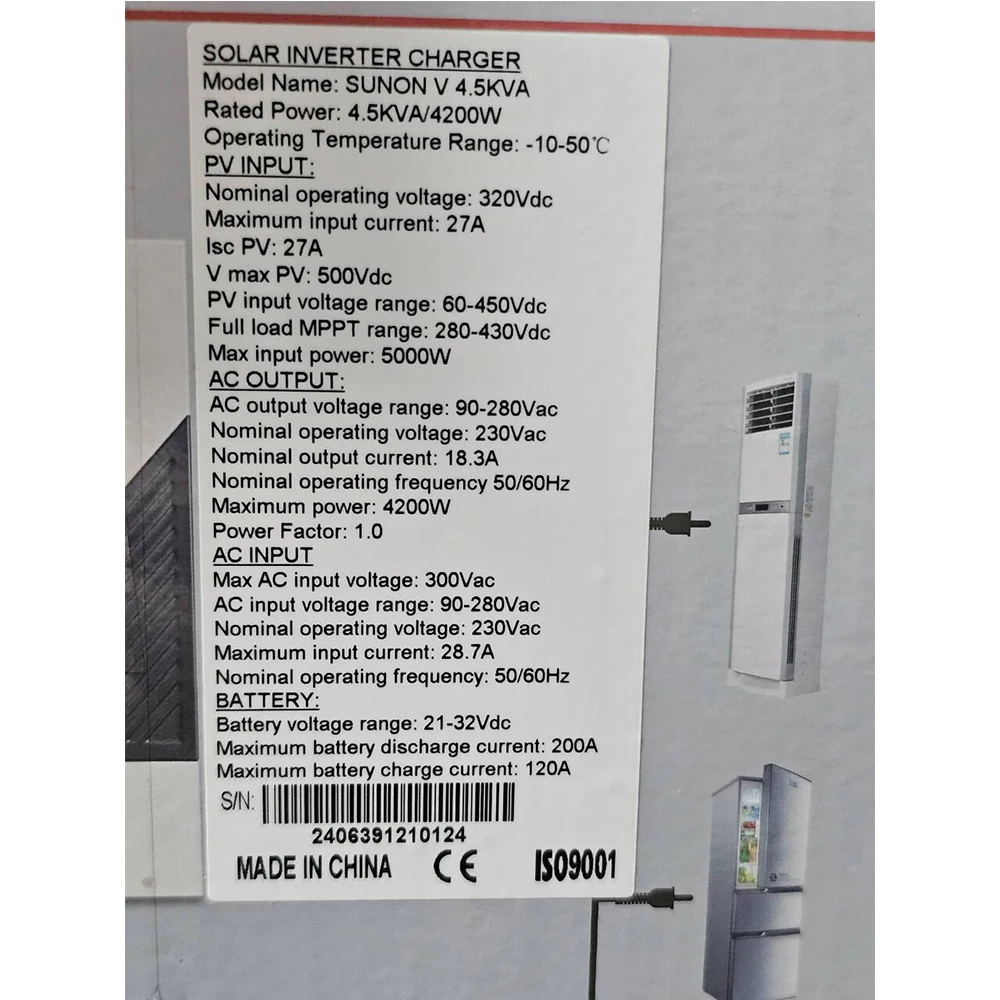 SOLAR INVERTER CHARGER
Model Name: SUNON V 4.5KVA
Rated Power: 4.5KVA/4200W
Operating Temperature Range: -10-50℃
PV INPUT:
Nominal operating voltage: 320Vdc
Maximum input current: 27A
Isc PV: 27A
V max PV: 500Vdc
PV input voltage range: 60-450Vdc
Full load MPPT range: 280-430Vdc
Max input power: 5000W
AC OUTPUT:
AC output voltage range: 90-280Vac
Nominal operating voltage: 230Vac
Nominal output current: 18.3A
Nominal operating frequency 50/60Hz
Maximum power: 4200W
Power Factor: 1.0
AC INPUT
Max AC input voltage: 300Vac
AC input voltage range: 90-280Vac
Nominal operating voltage: 230Vac
Maximum input current: 28.7A
Nominal operating frequency: 50/60Hz
BATTERY:
Battery voltage range: 21-32Vdc
Maximum battery discharge current: 200A
Maximum battery charge current: 120A
S/N:
2406391210124
MADE IN CHINA CE ISO9001